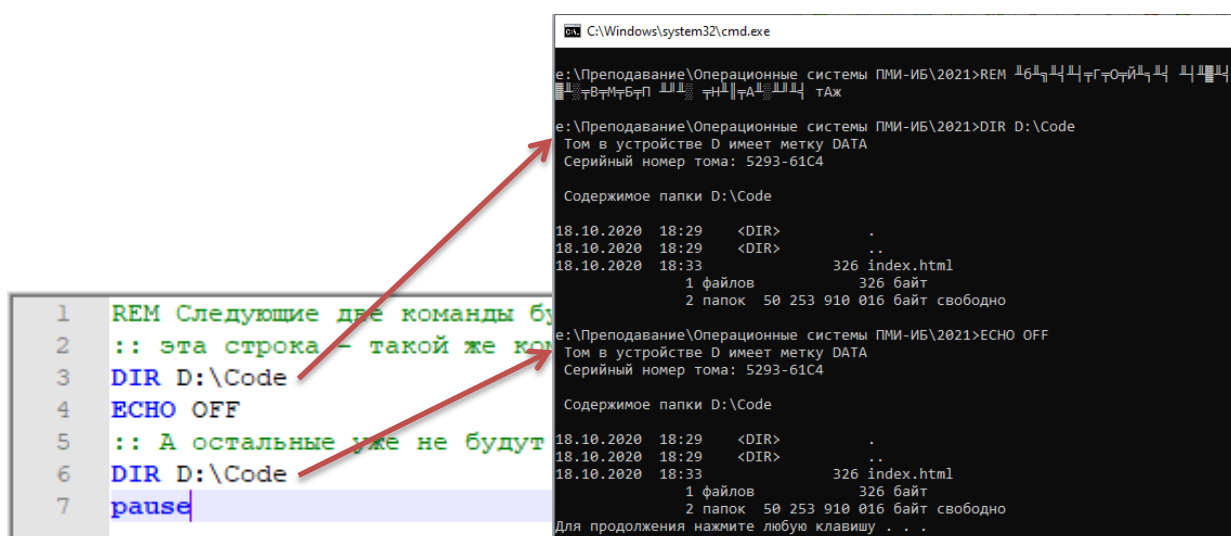 C:\Windows\system32\cmd.exe
e:\Преподавание\Операционные системы ПМИ-ИБ\2021>REM
e:\Преподавание\Операционные системы ПМИ-ИБ\2021>DIR D:\Code
Том в устройстве D имеет метку DATA
Серийный номер тома: 5293-61C4
Содержимое папки D:\Code
18.10.2020 18:29 <DIR> .
18.10.2020 18:29 <DIR> ..
18.10.2020 18:33 326 index.html
1 файлов 326 байт
2 папок 50 253 910 016 байт свободно
e:\Преподавание\Операционные системы ПМИ-ИБ\2021>ECHO OFF
Том в устройстве D имеет метку DATA
Серийный номер тома: 5293-61C4
Содержимое папки D:\Code
18.10.2020 18:29 <DIR> .
18.10.2020 18:29 <DIR> ..
18.10.2020 18:33 326 index.html
1 файлов 326 байт
2 папок 50 253 910 016 байт свободно
Для продолжения нажмите любую клавишу . . .
1 REM Следующие две команды бу
2 :: эта строка – такой же ком
3 DIR D:\Code
4 ECHO OFF
5 :: А остальные уже не будут
6 DIR D:\Code
7 pause